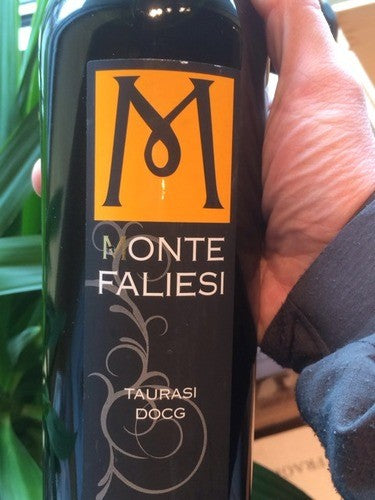 M
MONTE
FALIESI
TAURASI
DOCG